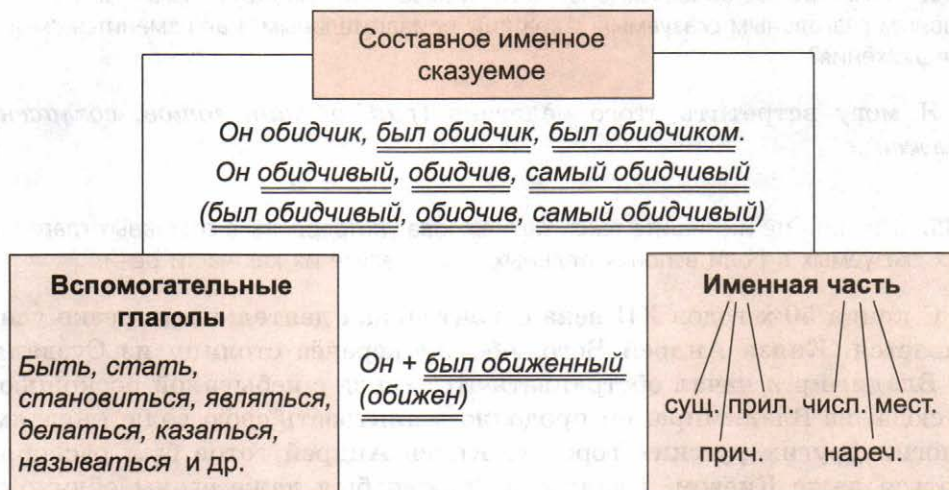 Составное именное
сказуемое
Он обидчик, был обидчик, был обидчиком.
Он обидчивый, обидчив, самый обидчивый
(был обидчивый, обидчив, самый обидчивый)
Вспомогательные
глаголы
Быть, стать,
становиться, являться,
делаться, казаться,
называться и др.
Он + был обиженный
(обижен)
Именная часть
сущ. прил. числ. мест.
прич. нареч.